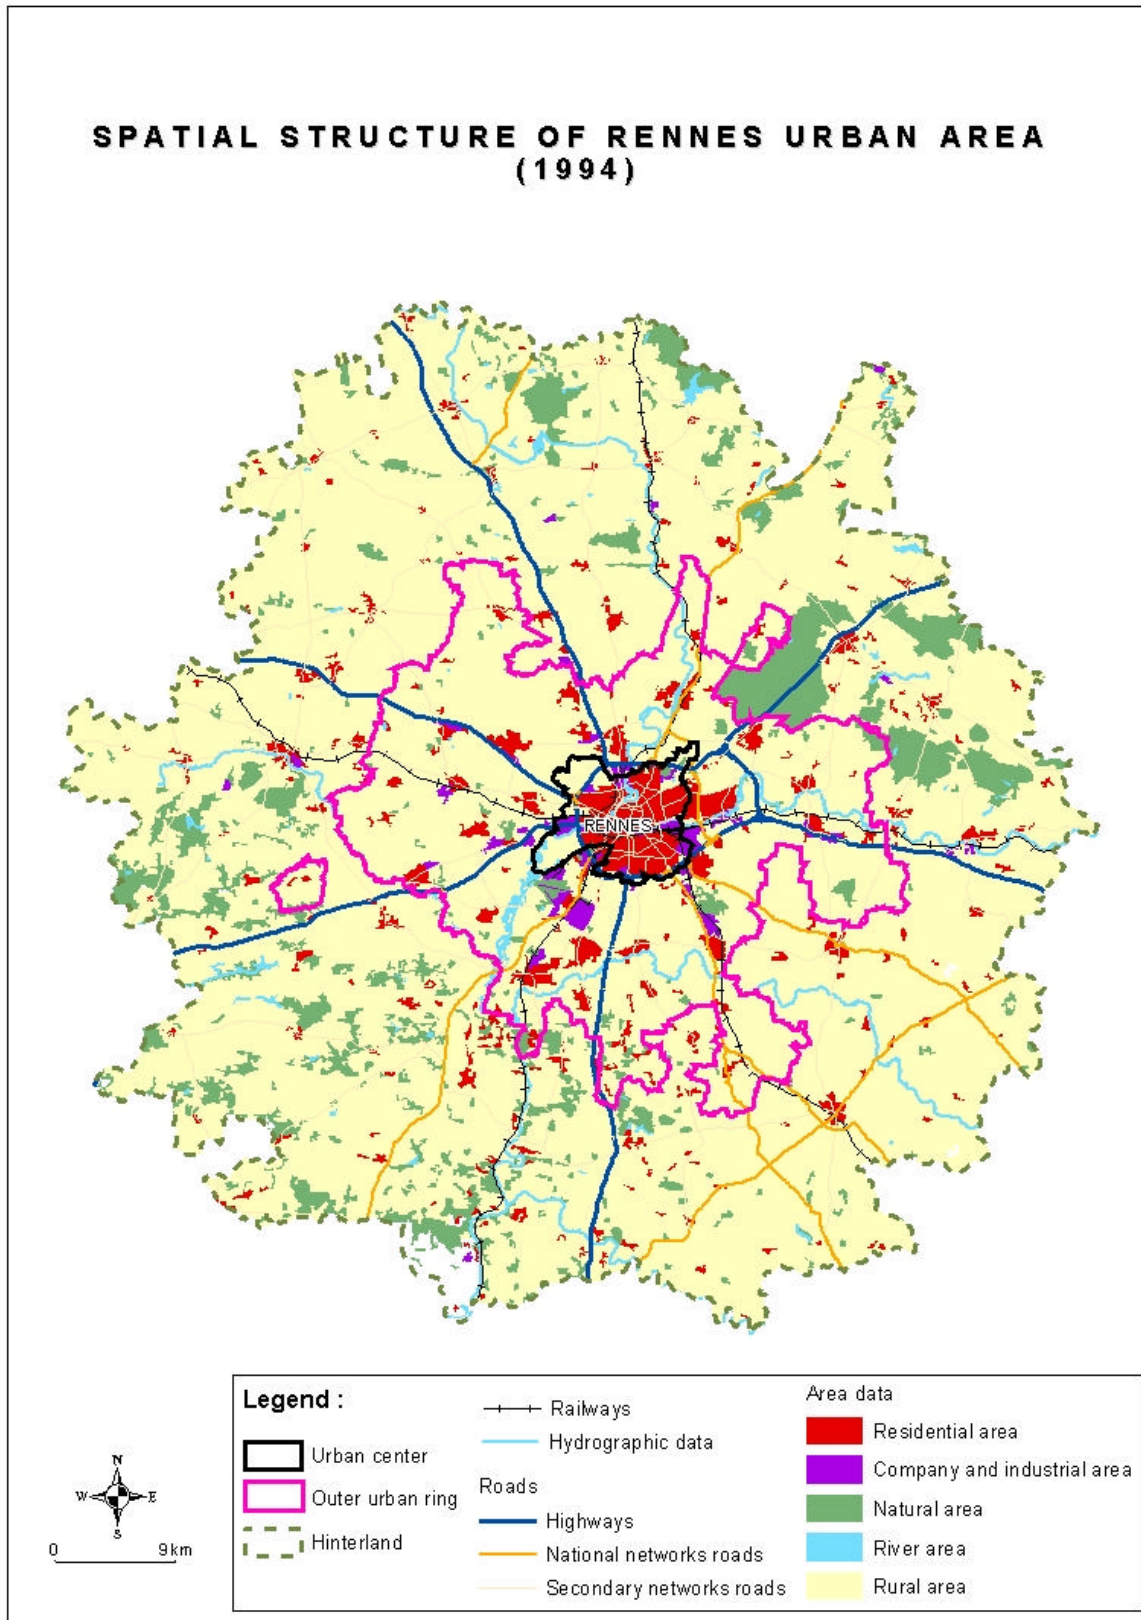 SPATIAL STRUCTURE OF RENNES URBAN AREA
(1994)
RENNES
N
W E
S
0 9km
Legend :
Urban center
Outer urban ring
Hinterland
Railways
Hydrographic data
Roads
Highways
National networks roads
Secondary networks roads
Area data
Residential area
Company and industrial area
Natural area
River area
Rural area